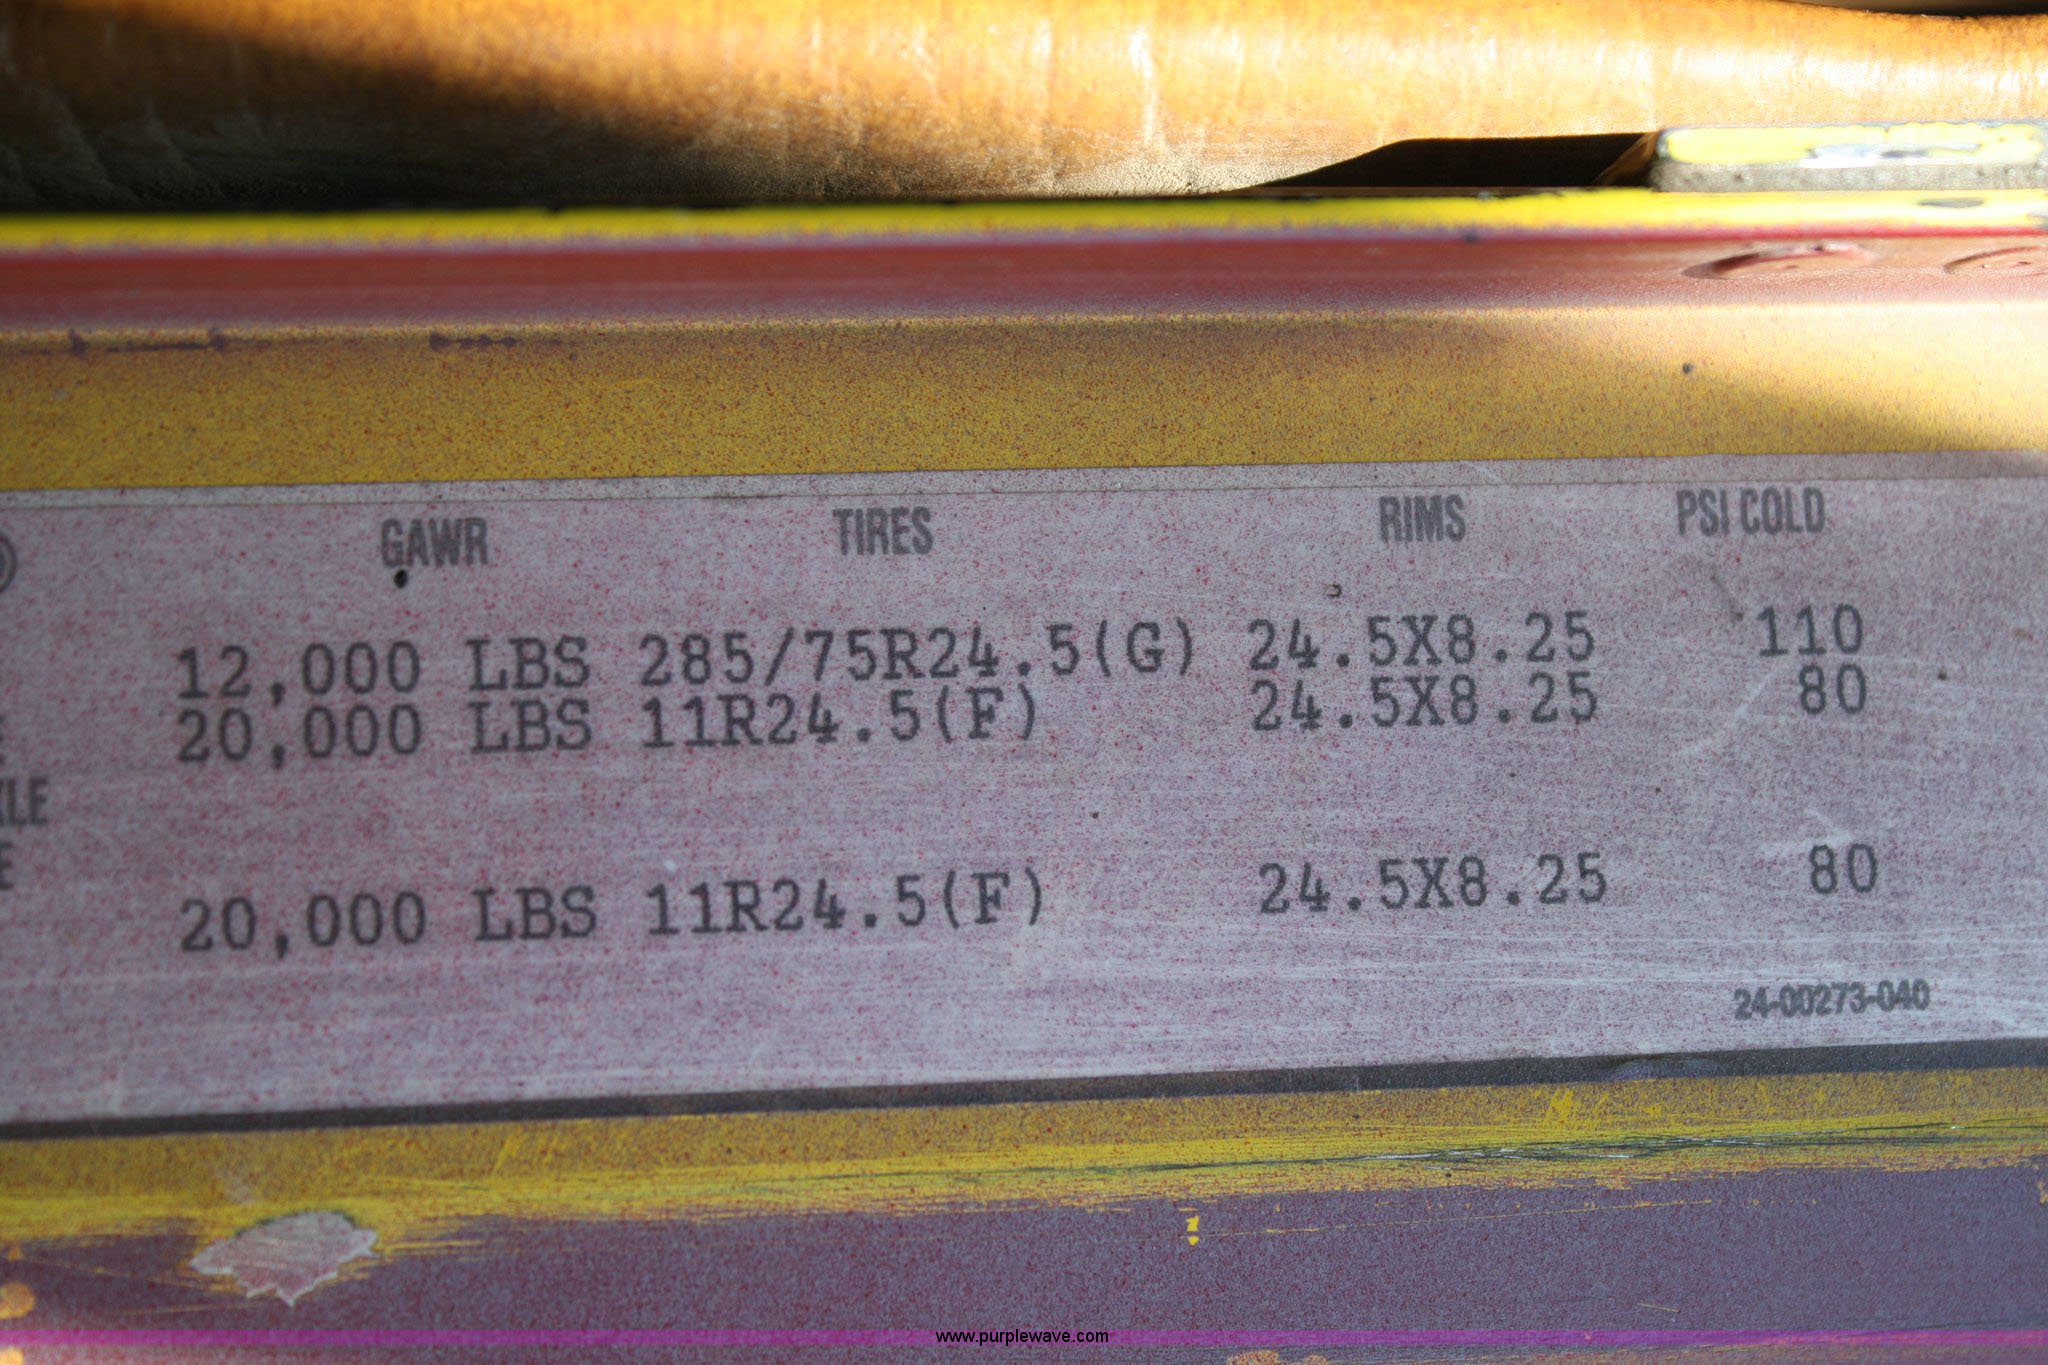 GAWR TIRES RIMS PSI COLD
12,000 LBS 285/75R24.5(G) 24.5X8.25 110
20,000 LBS 11R24.5(F) 24.5X8.25 80
20,000 LBS 11R24.5(F) 24.5X8.25 80
24-00273-040
www.purplewave.com